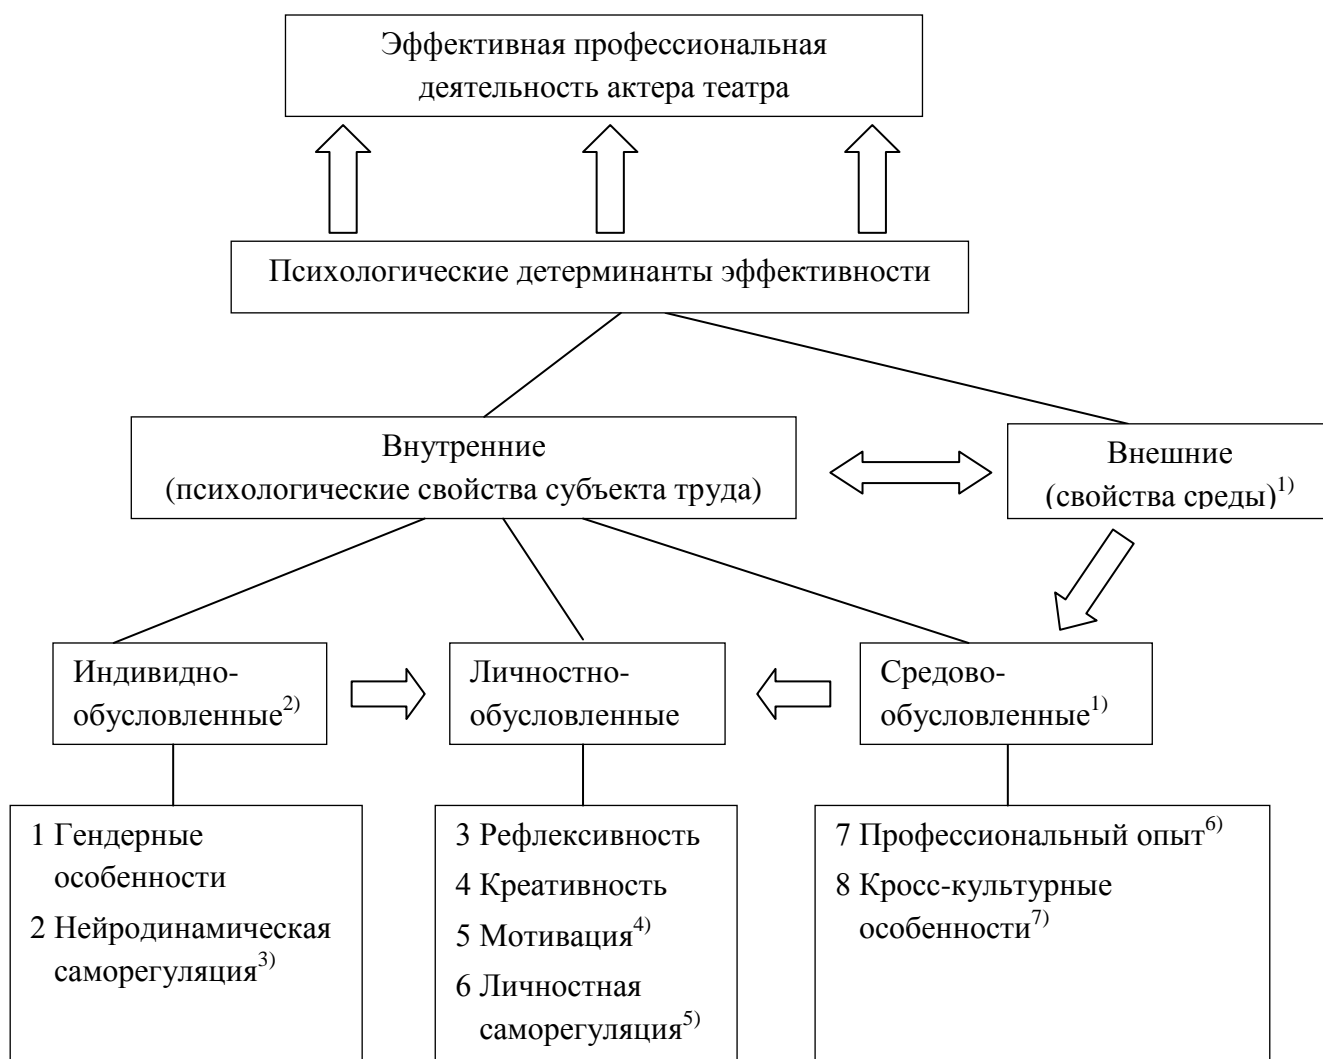 Эффективная профессиональная
деятельность актера театра
Психологические детерминанты эффективности
Внутренние
(психологические свойства субъекта труда)
Внешние
(свойства среды)1)
Индивидно-
обусловленные2)
Личностно-
обусловленные
Средово-
обусловленные1)
1 Гендерные
особенности
2 Нейродинамическая
саморегуляция3)
3 Рефлексивность
4 Креативность
5 Мотивация4)
6 Личностная
саморегуляция5)
7 Профессиональный опыт6)
8 Кросс-культурные
особенности7)